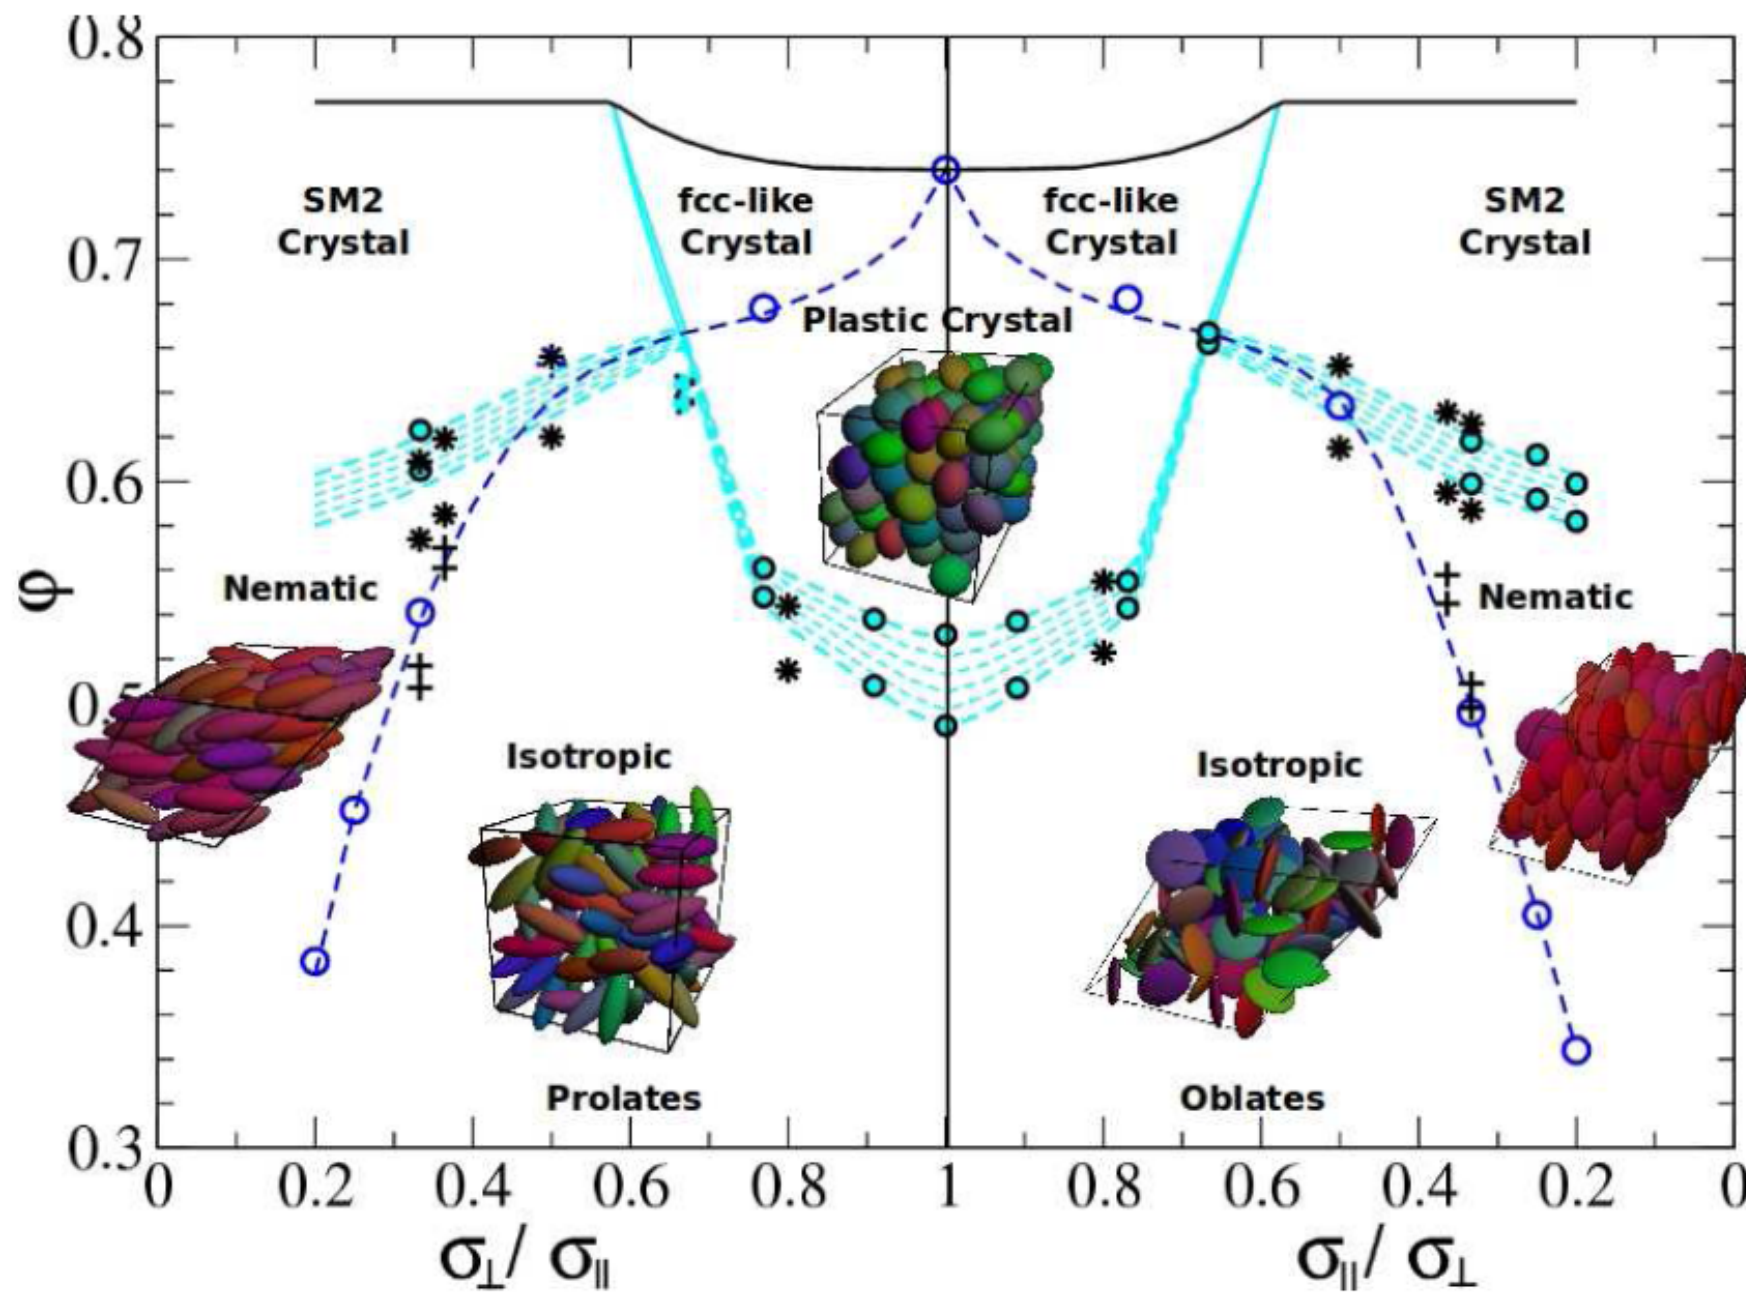 0.8
SM2
Crystal
fcc-like
Crystal
fcc-like
Crystal
SM2
Crystal
0.7
Plastic Crystal
0.6
φ
Nematic
Nematic
0.5
Isotropic
Isotropic
0.4
Prolates
Oblates
0.3
0 0.2 0.4 0.6 0.8 1 0.8 0.6 0.4 0.2 0
σ⊥/ σ||
σ||/ σ⊥